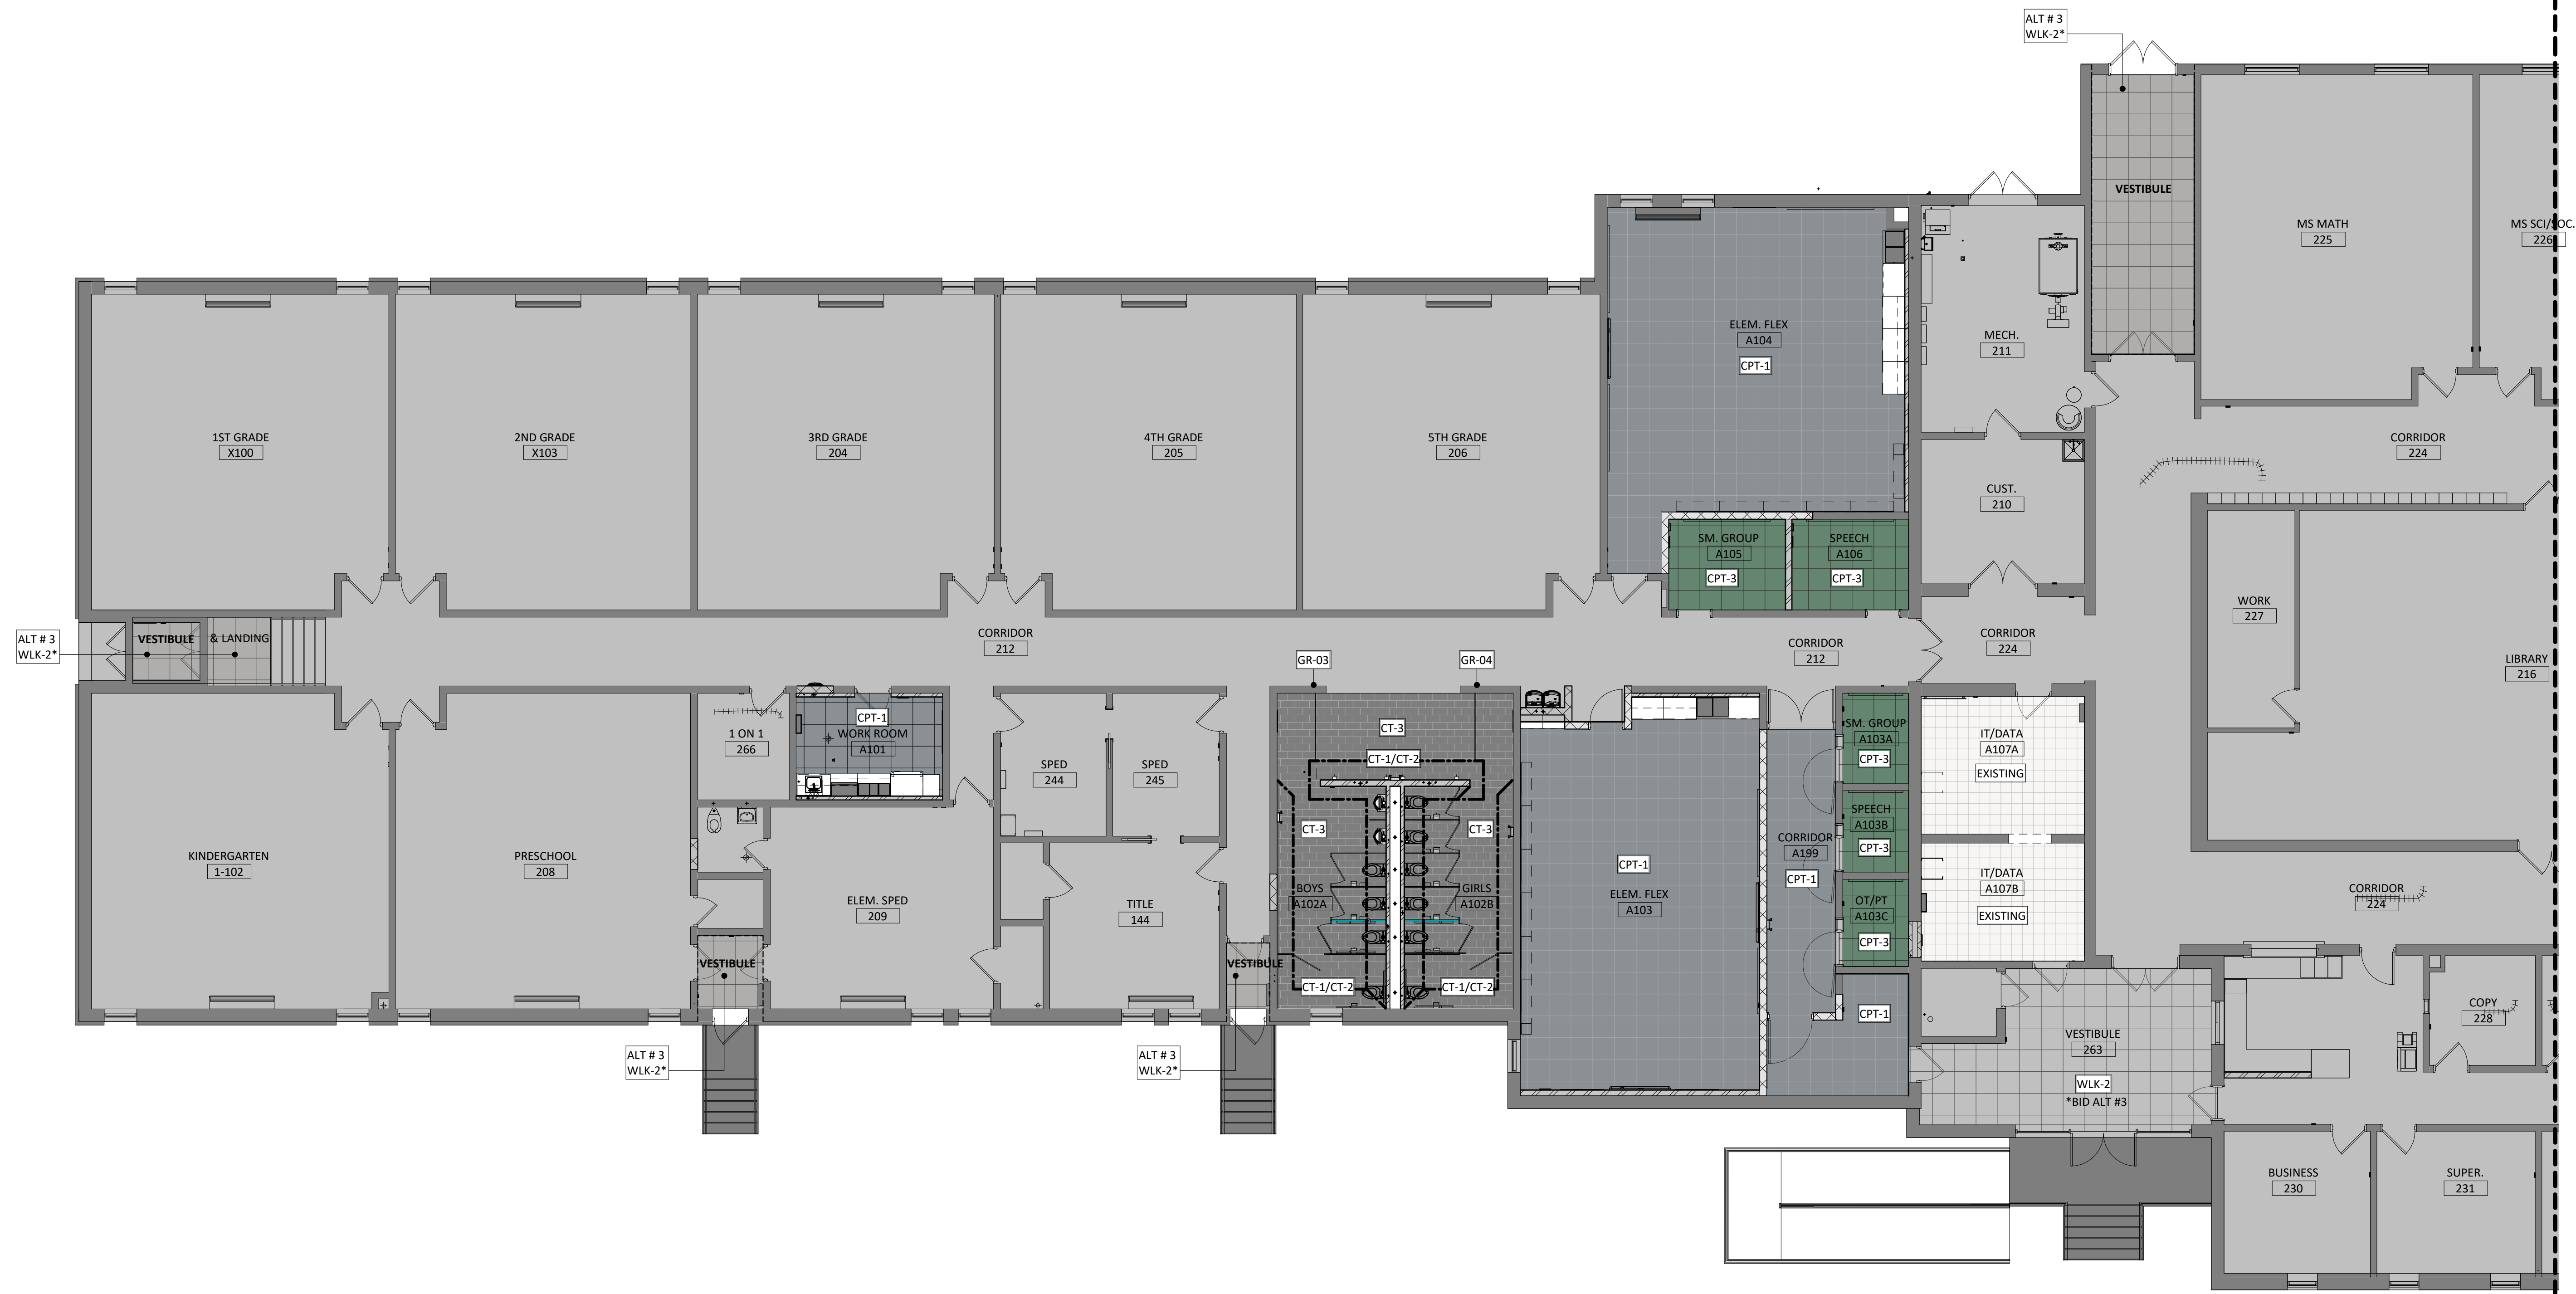 ALT # 3
WLK-2*
VESTIBULE
MS MATH
225
MS SCI/SOC.
226
ELEM. FLEX
A104
CPT-1
MECH.
211
1ST GRADE
X100
2ND GRADE
X103
3RD GRADE
204
4TH GRADE
205
5TH GRADE
206
CORRIDOR
224
CUST.
210
SM. GROUP
A105
CPT-3
SPEECH
A106
CPT-3
WORK
227
ALT # 3
WLK-2*
VESTIBULE
& LANDING
CORRIDOR
212
CORRIDOR
212
CORRIDOR
224
LIBRARY
216
GR-03
GR-04
1 ON 1
266
CPT-1
WORK ROOM
A101
SPED
244
SPED
245
CT-3
CT-1/CT-2
SM. GROUP
A103A
CPT-3
IT/DATA
A107A
EXISTING
KINDERGARTEN
1-102
PRESCHOOL
208
ELEM. SPED
209
TITLE
144
CT-3
CT-3
BOYS
A102A
GIRLS
A102B
CT-1/CT-2
CT-1/CT-2
CPT-1
ELEM. FLEX
A103
CORRIDOR
A199
CPT-1
SPEECH
A103B
CPT-3
OT/PT
A103C
CPT-3
IT/DATA
A107B
EXISTING
CORRIDOR
224
VESTIBULE
VESTIBULE
CPT-1
COPY
228
VESTIBULE
263
WLK-2
*BID ALT #3
ALT # 3
WLK-2*
ALT # 3
WLK-2*
BUSINESS
230
SUPER.
231